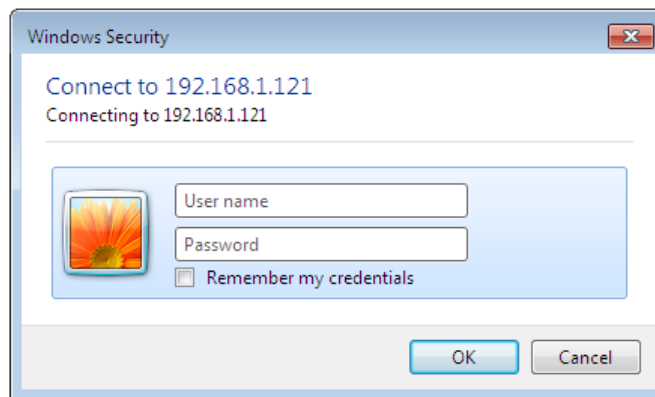 Windows Security
Connect to 192.168.1.121
Connecting to 192.168.1.121
User name
Password
Remember my credentials
OK Cancel